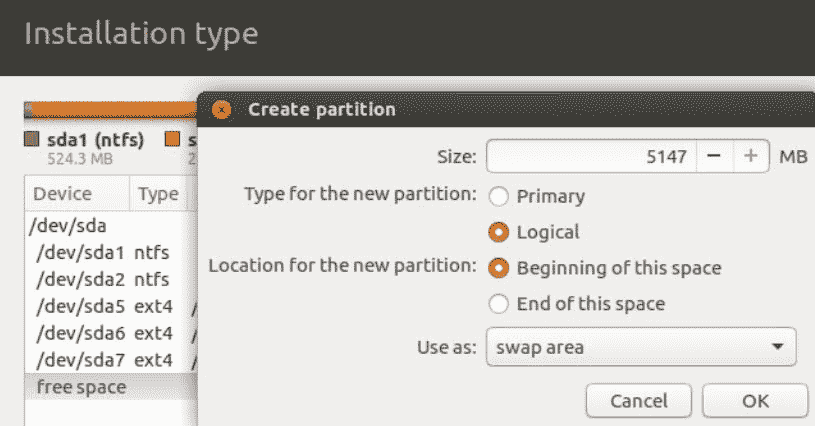 Installation type
Create partition
sda1 (ntfs) s
524.3 MB 2
Device Type
/dev/sda
/dev/sda1 ntfs
/dev/sda2 ntfs
/dev/sda5 ext4 /
/dev/sda6 ext4 /
/dev/sda7 ext4 /
free space
Size: 5147 − + MB
Type for the new partition: Primary
Logical
Location for the new partition: Beginning of this space
End of this space
Use as: swap area
Cancel OK